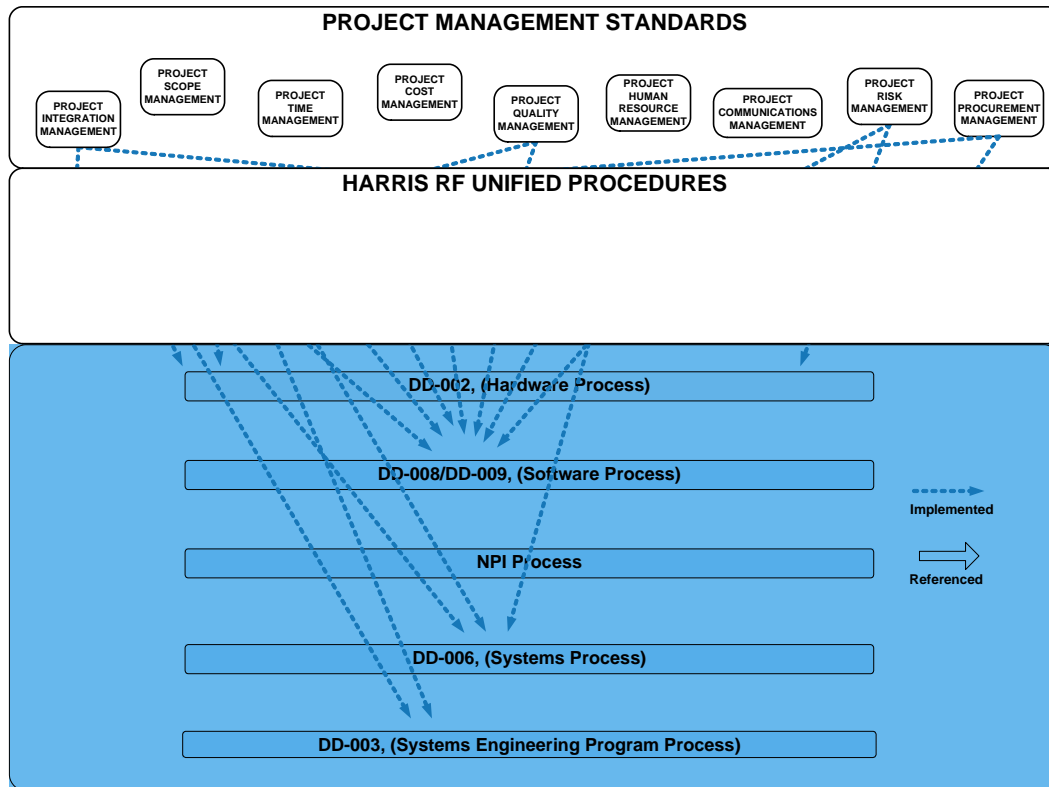 PROJECT MANAGEMENT STANDARDS
PROJECT
INTEGRATION
MANAGEMENT
PROJECT
SCOPE
MANAGEMENT
PROJECT
TIME
MANAGEMENT
PROJECT
COST
MANAGEMENT
PROJECT
QUALITY
MANAGEMENT
PROJECT
HUMAN
RESOURCE
MANAGEMENT
PROJECT
COMMUNICATIONS
MANAGEMENT
PROJECT
RISK
MANAGEMENT
PROJECT
PROCUREMENT
MANAGEMENT
HARRIS RF UNIFIED PROCEDURES
DD-002, (Hardware Process)
DD-008/DD-009, (Software Process)
NPI Process
DD-006, (Systems Process)
DD-003, (Systems Engineering Program Process)
Implemented
Referenced